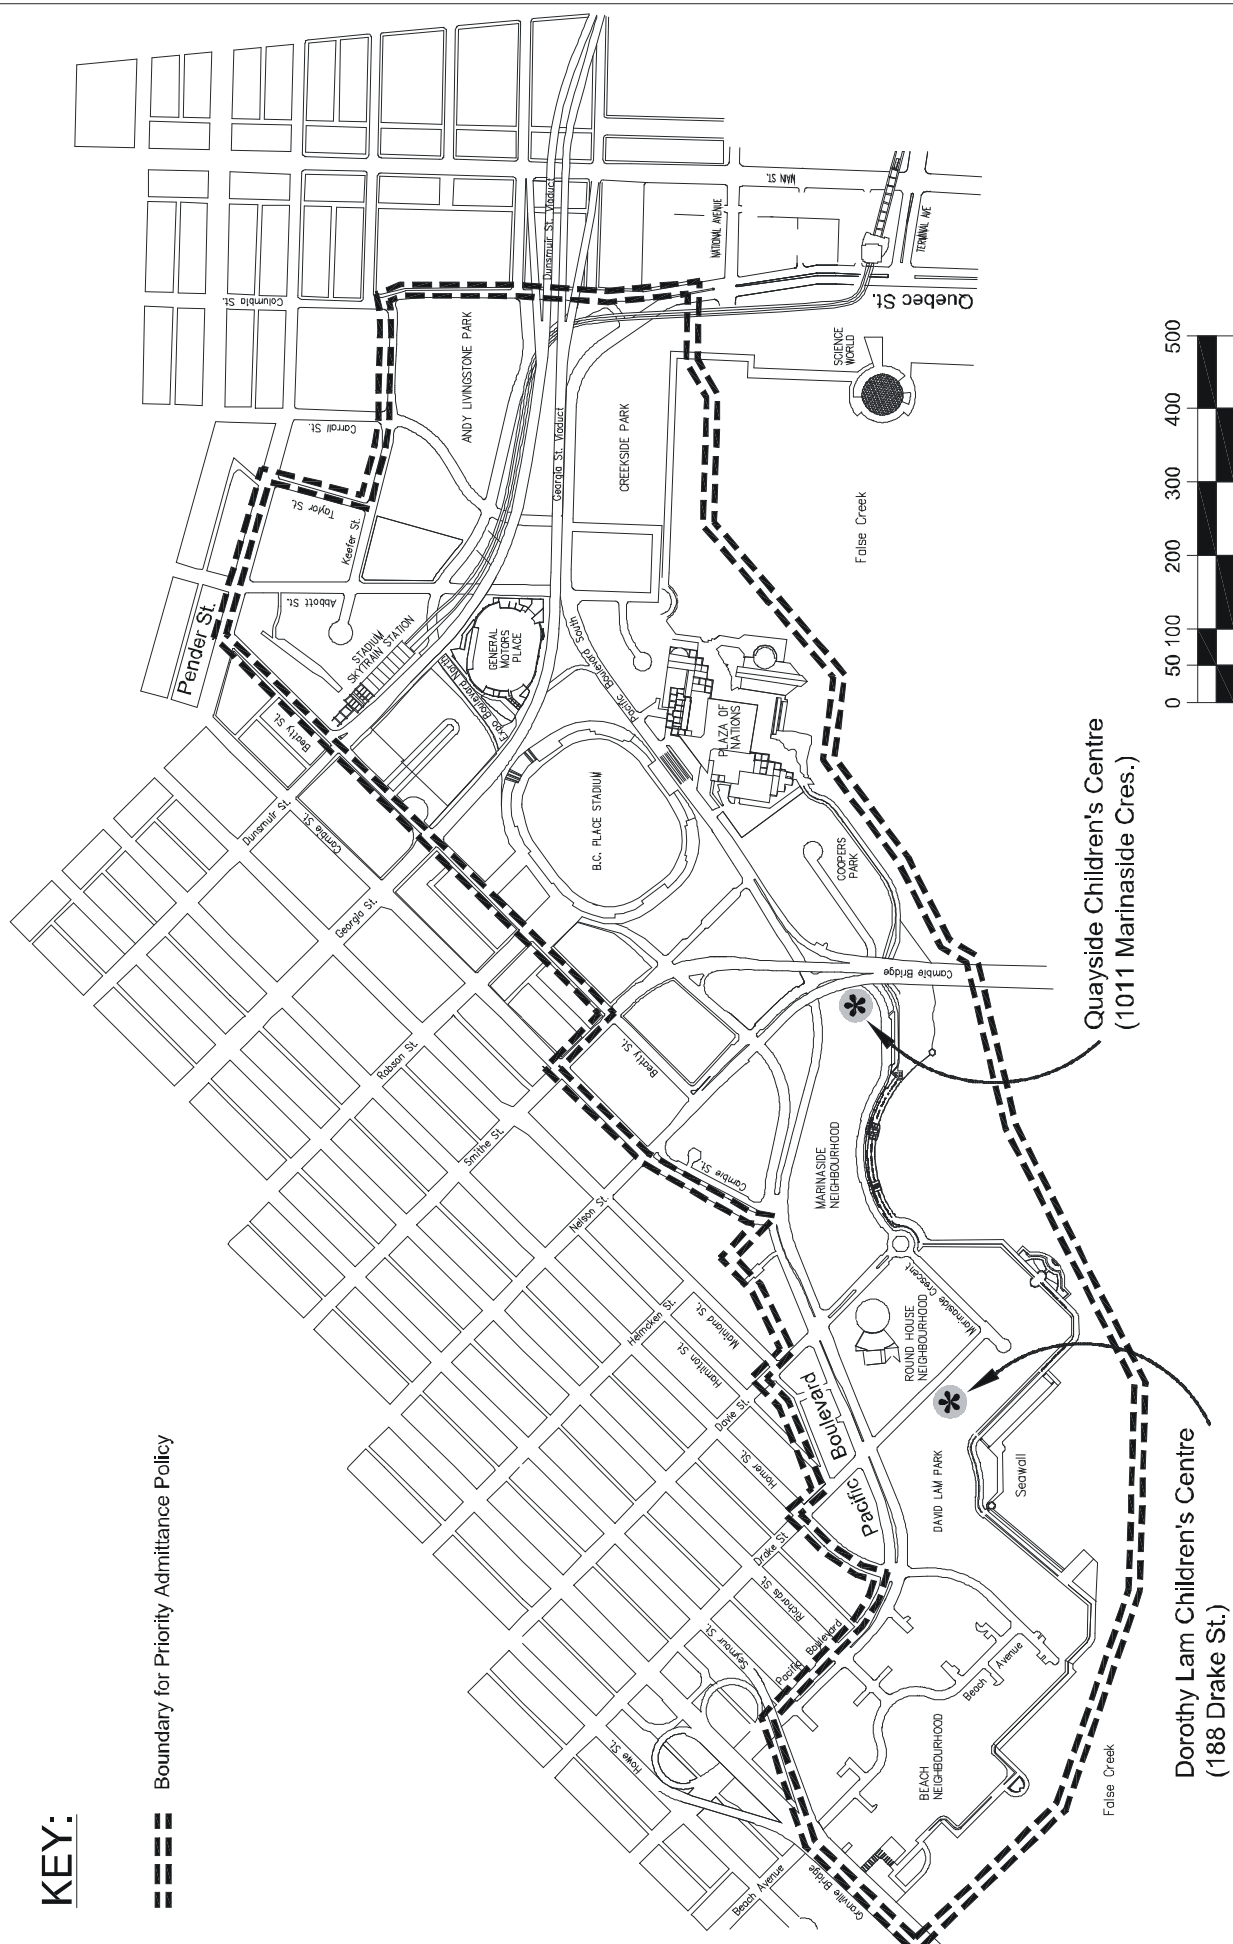 KEY:
Boundary for Priority Admittance Policy
Dorothy Lam Children's Centre
(188 Drake St.)
Quayside Children's Centre
(1011 Marinaside Cres.)
0 50 100 200 300 400 500
Pender St.
Quebec St.
Pacific
Boulevard
Columbia St.
Carrall St.
Taylor St.
Keefer St.
Abbott St.
STADIUM
SKYTRAIN STATION
Beatty St.
Dunsmuir St.
Cambie St.
Georgia St.
Robson St.
Smithe St.
Nelson St.
Helmcken St.
Mainland St.
Hamilton St.
Davie St.
Homer St.
Drake St.
Richards St.
Seymour St.
Pacific Boulevard
Howe St.
Beach Avenue
Granville Bridge
Beatty St.
Cambie St.
Dunsmuir St. Viaduct
Georgia St. Viaduct
ANDY LIVINGSTONE PARK
CREEKSIDE PARK
NATIONAL AVENUE
MAIN ST.
TERMINAL AVE
SCIENCE
WORLD
False Creek
GENERAL
MOTORS
PLACE
Expo Boulevard North
Pacific Boulevard South
PLAZA OF
NATIONS
B.C. PLACE STADIUM
COOPERS
PARK
Cambie Bridge
MARINASIDE
NEIGHBOURHOOD
ROUND HOUSE
NEIGHBOURHOOD
Marinaside Crescent
DAVID LAM PARK
Seawall
BEACH
NEIGHBOURHOOD
Beach Avenue
False Creek